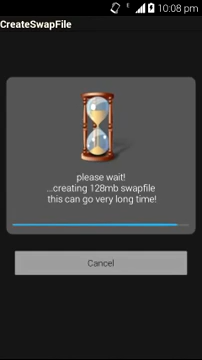 10:08 pm
CreateSwapFile
please wait!
...creating 128mb swapfile
this can go very long time!
Cancel